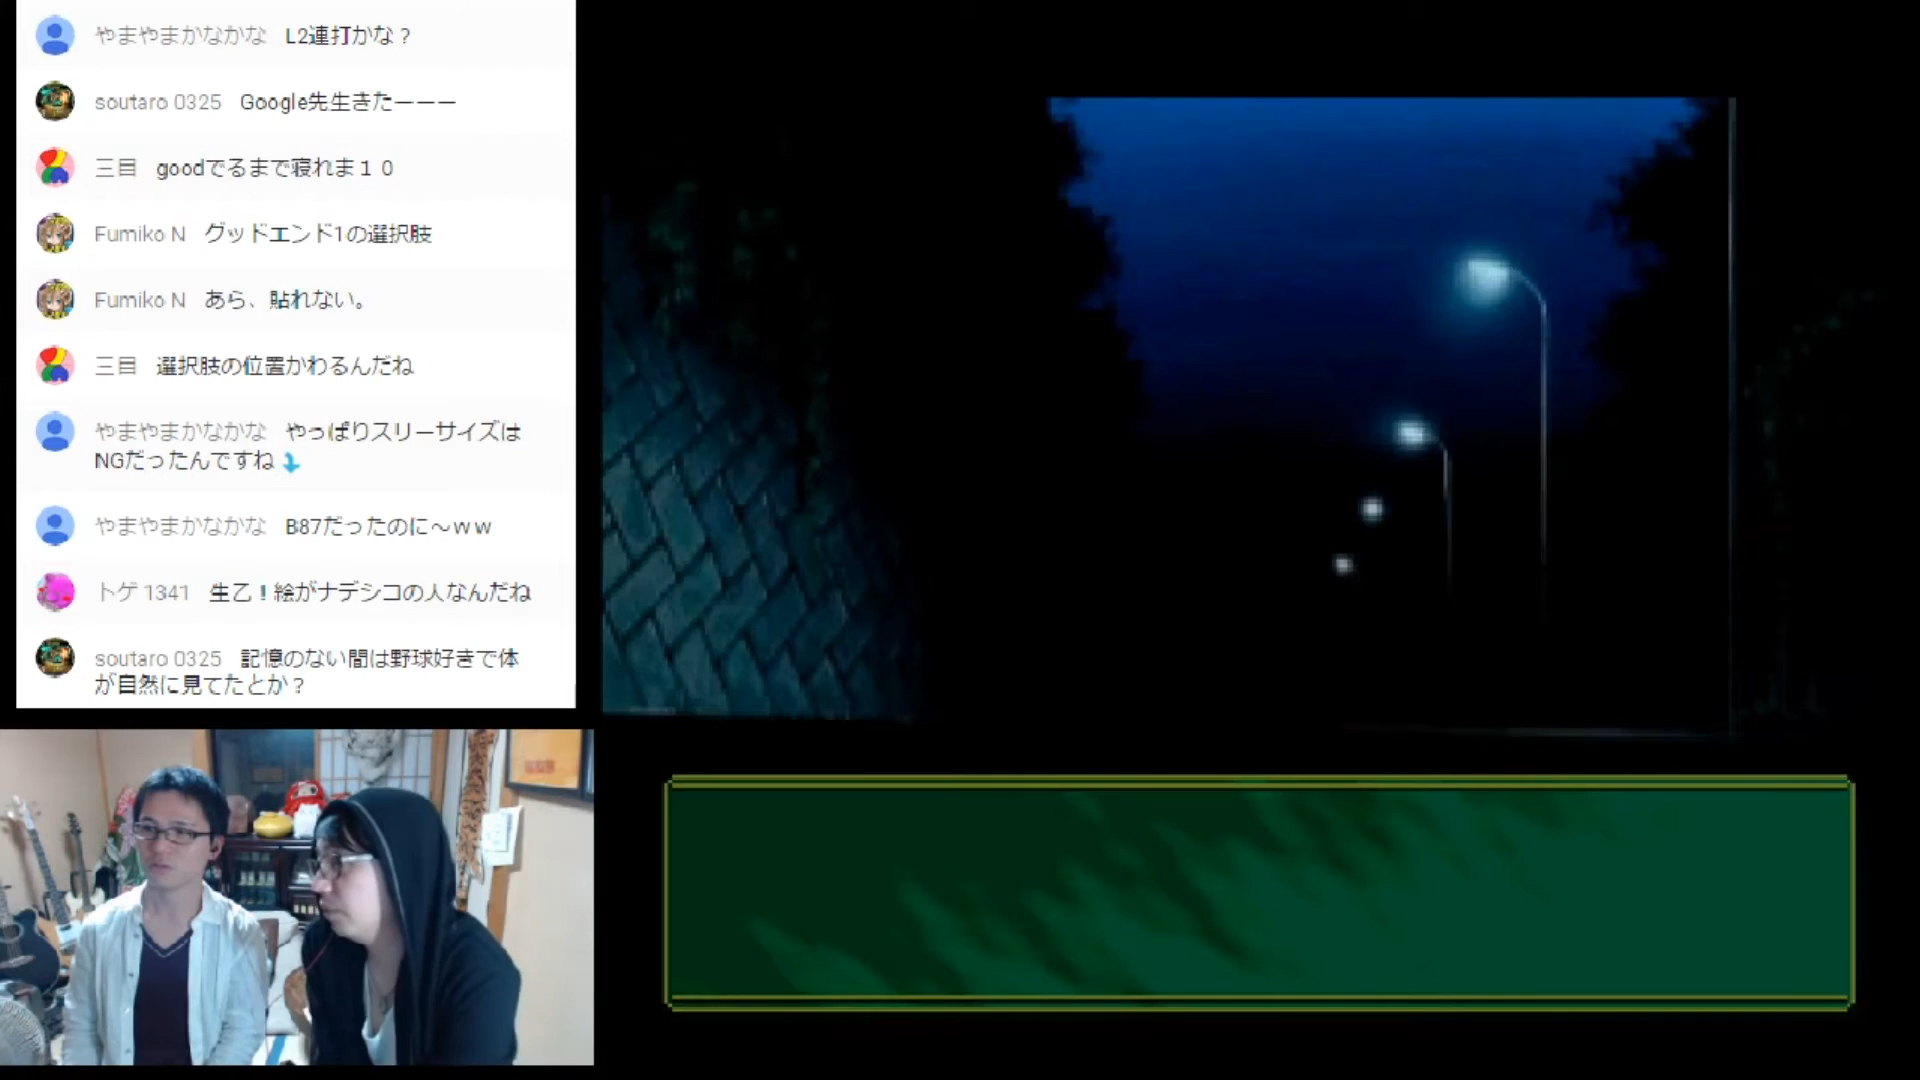 やまやまかなかな L2連打かな？
soutaro 0325 Google先生きたーーー
三目 goodでるまで寝れま１０
Fumiko N グッドエンド1の選択肢
Fumiko N あら、貼れない。
三目 選択肢の位置かわるんだね
やまやまかなかな やっぱりスリーサイズは
NGだったんですね
やまやまかなかな B87だったのに～ｗｗ
トゲ 1341 生乙！絵がナデシコの人なんだね
soutaro 0325 記憶のない間は野球好きで体
が自然に見てたとか？